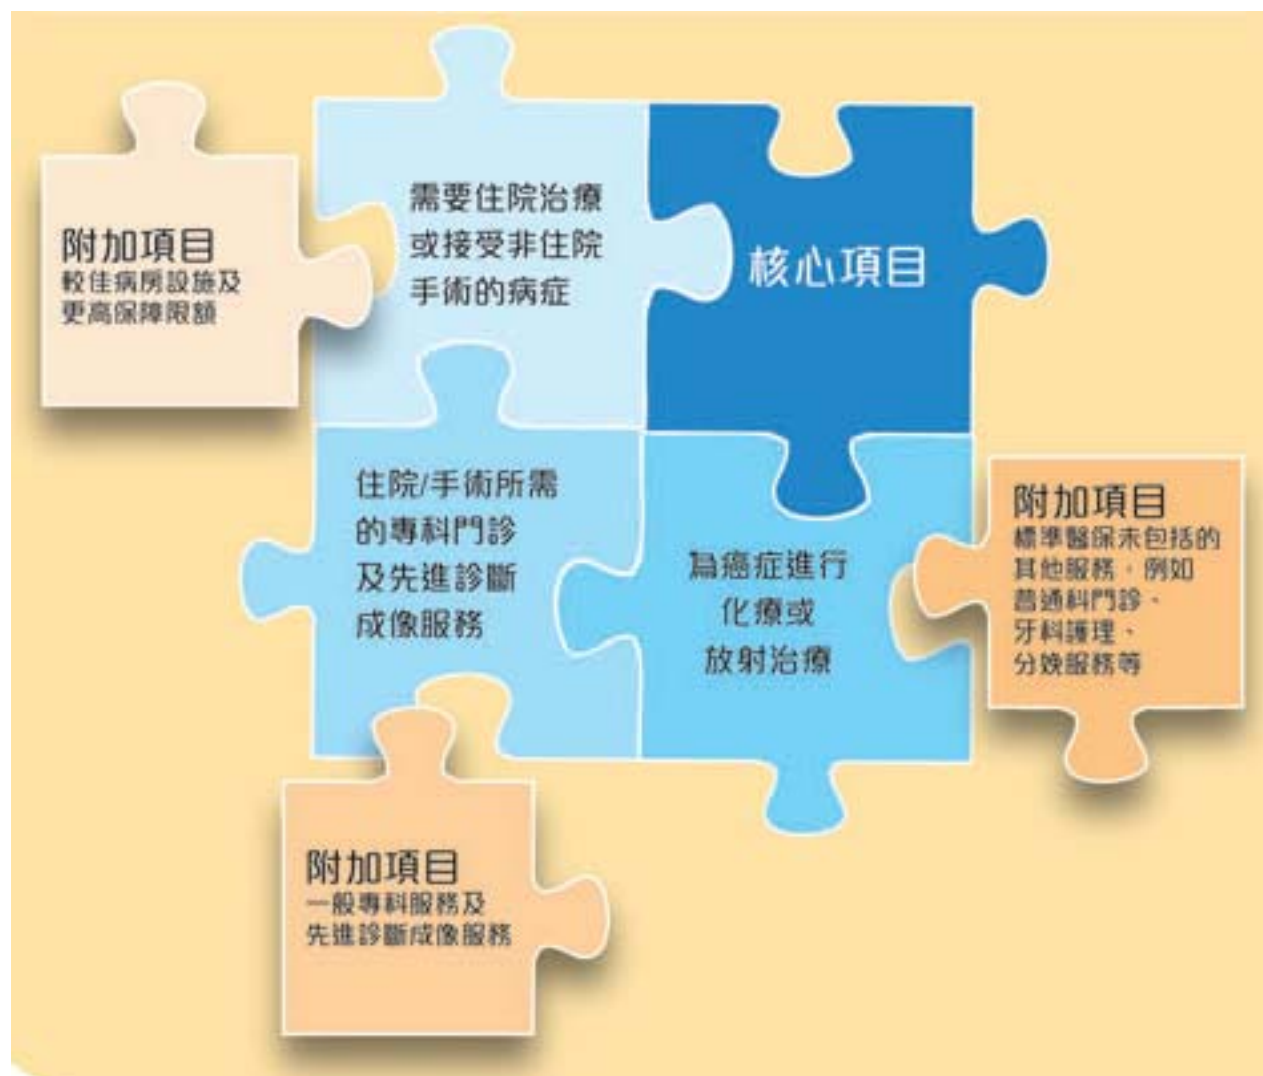 附加項目
較佳病房設施及
更高保障限額
需要住院治療
或接受非住院
手術的病症
核心項目
住院/手術所需
的專科門診
及先進診斷
成像服務
為癌症進行
化療或
放射治療
附加項目
標準醫保未包括的
其他服務，例如
普通科門診、
牙科護理、
分娩服務等
附加項目
一般專科服務及
先進診斷成像服務